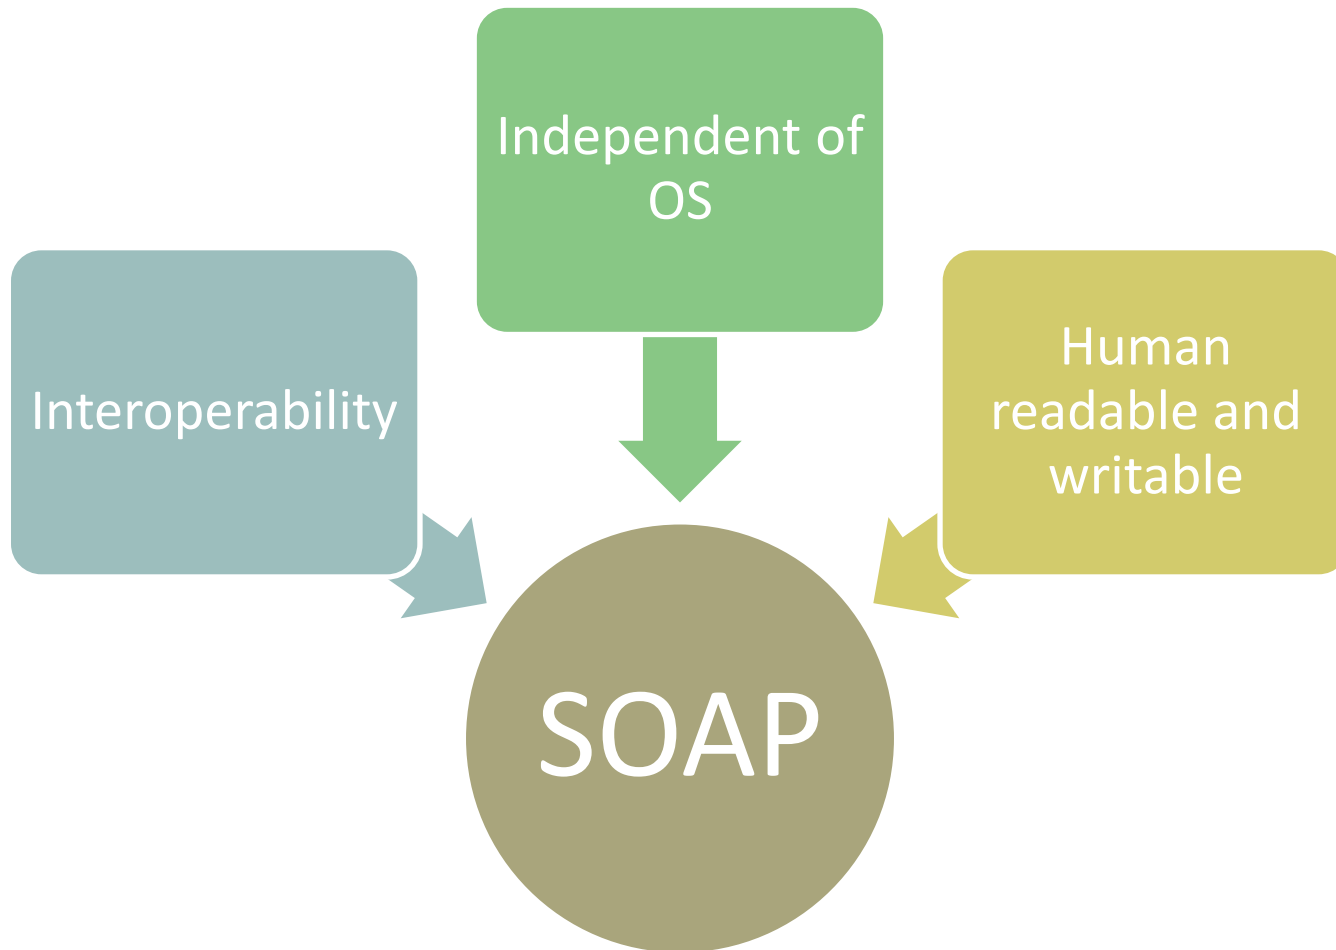 Independent of
OS
Interoperability
Human
readable and
writable
SOAP